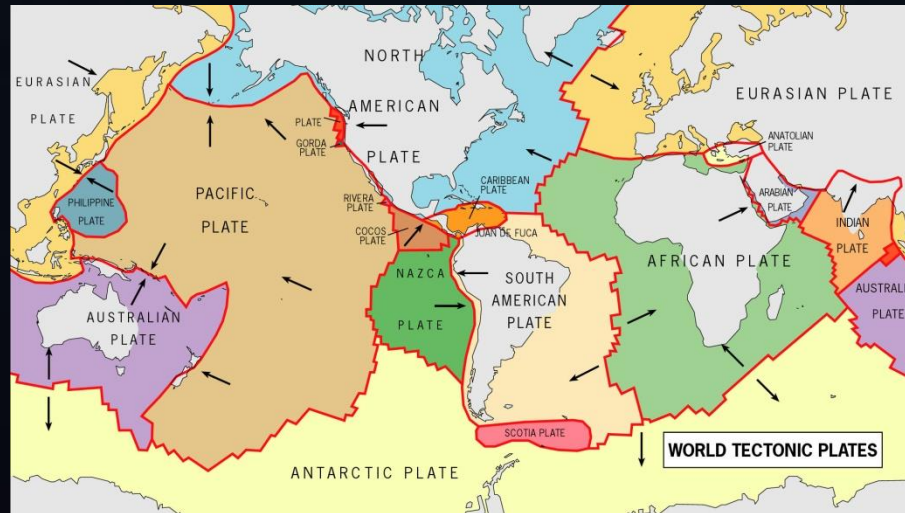 NORTH
AMERICAN
PLATE
EURASIAN
PLATE
EURASIAN PLATE
PLATE
GORDA
PLATE
ANATOLIAN
PLATE
CARIBBEAN
PLATE
PHILIPPINE
PLATE
PACIFIC
PLATE
RIVERA
PLATE
ARABIAN
PLATE
COCOS
PLATE
JUAN DE FUCA
INDIAN
PLATE
NAZCA
PLATE
SOUTH
AMERICAN
PLATE
AFRICAN PLATE
AUSTRALIAN
PLATE
AUSTRALI
PLATE
SCOTIA PLATE
WORLD TECTONIC PLATES
ANTARCTIC PLATE